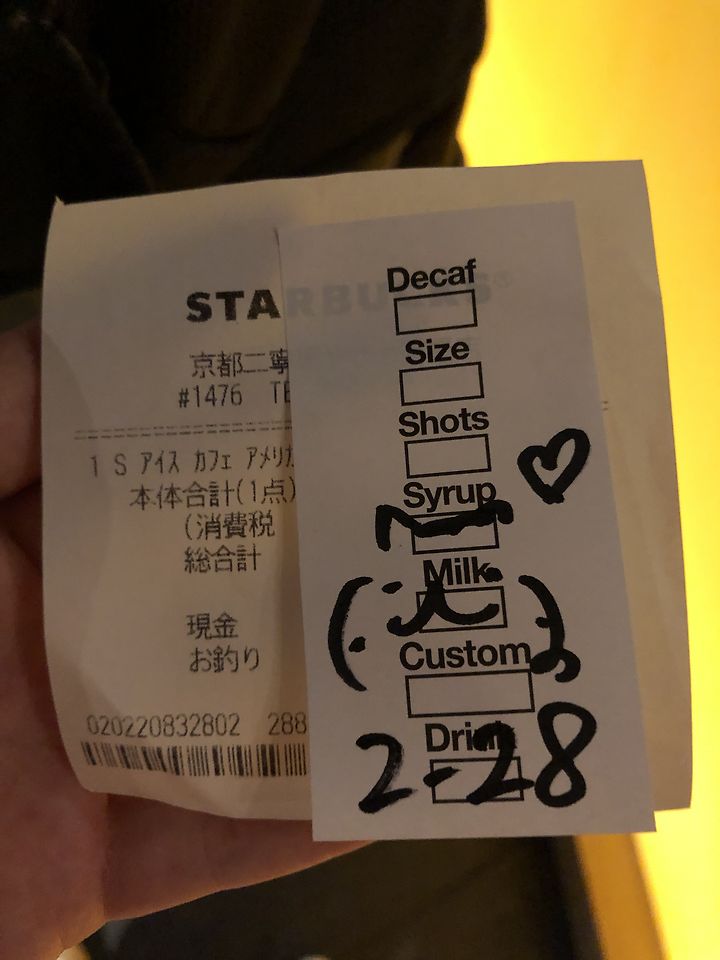 STARBUCKS®
京都二寧
#1476 TE
1 S アイス カフェ アメリカ
本体合計(1点)
(消費税
総合計
現金
お釣り
020220832802 288
Decaf
Size
Shots
Syrup
Milk
Custom
Drink
2-28